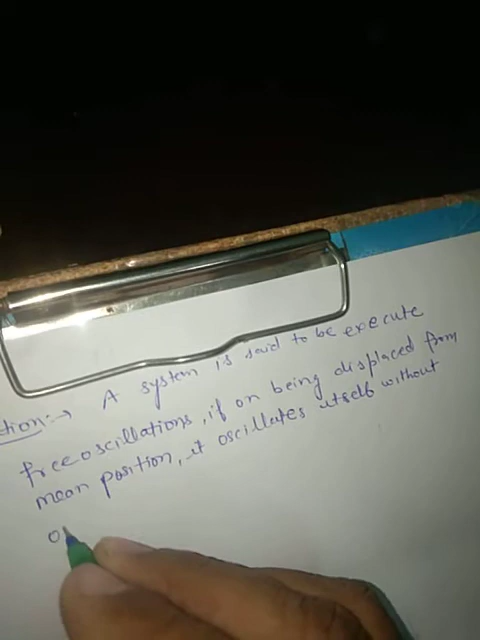 ction:→ A system is said to be execute
free oscillations, if on being displaced from
mean position, it oscillates itself without
o